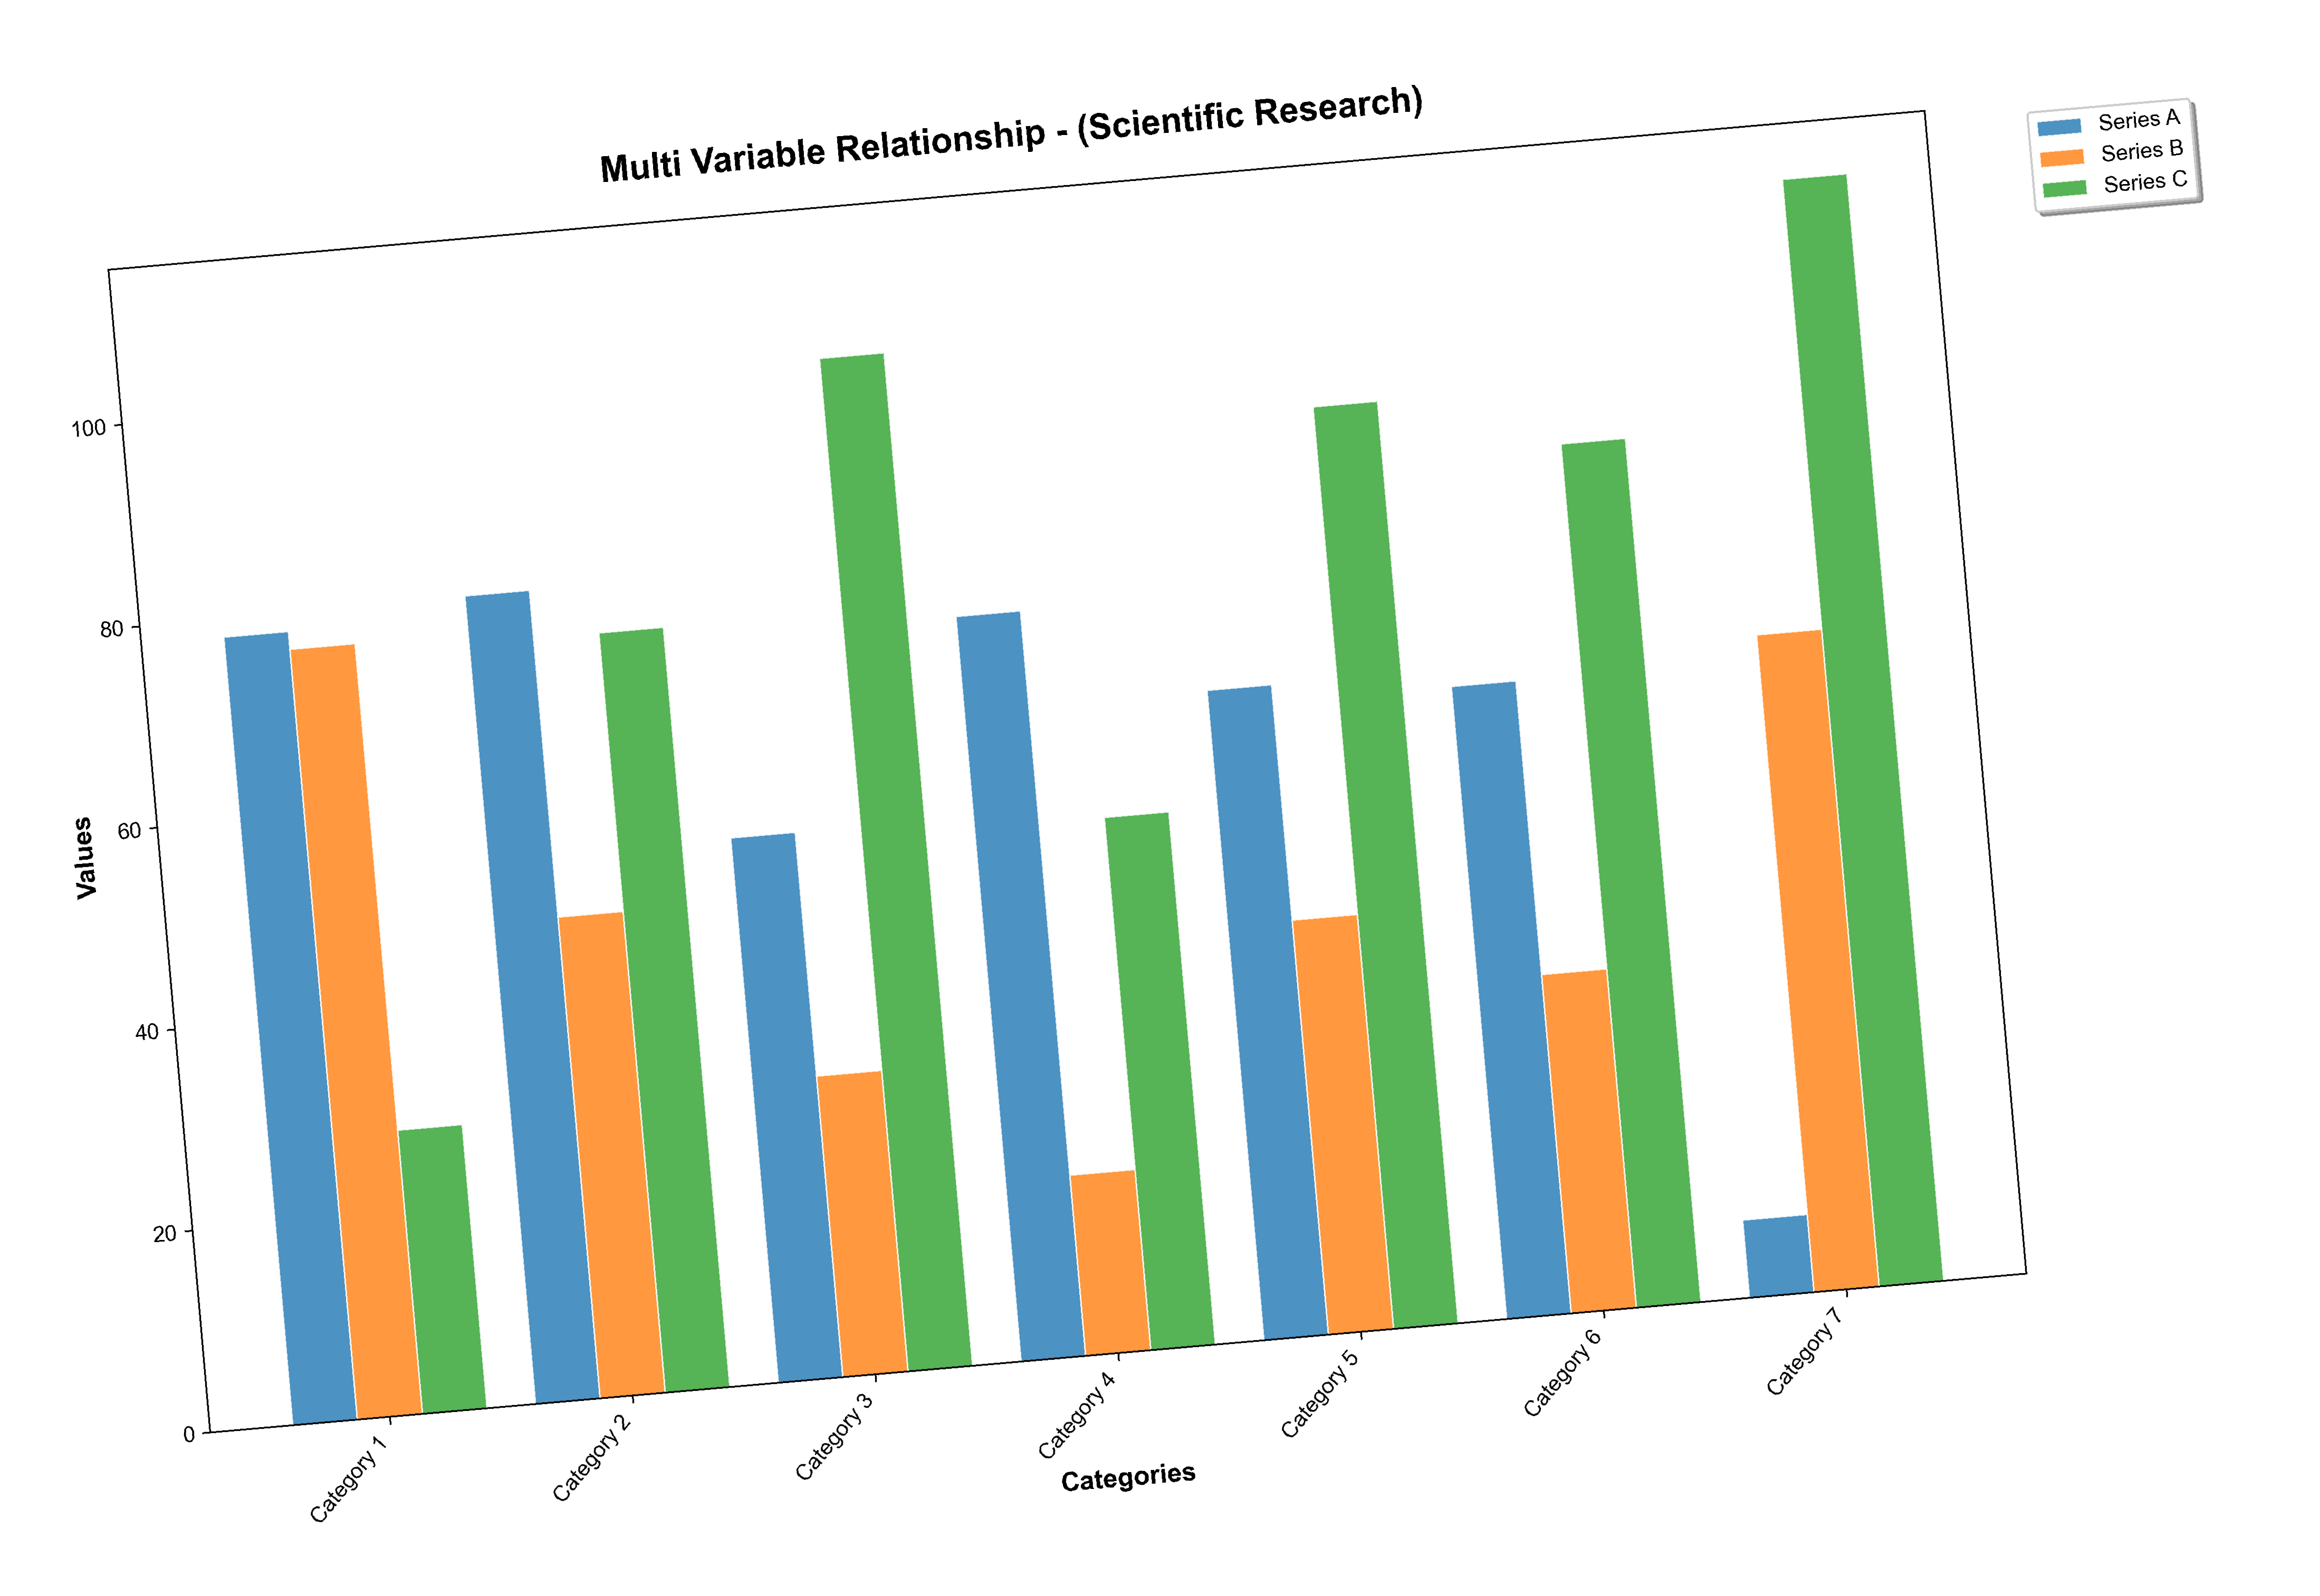 Multi Variable Relationship - (Scientific Research)
Series A
Series B
Series C
Values
100
80
60
40
20
0
Category 1
Category 2
Category 3
Category 4
Category 5
Category 6
Category 7
Categories